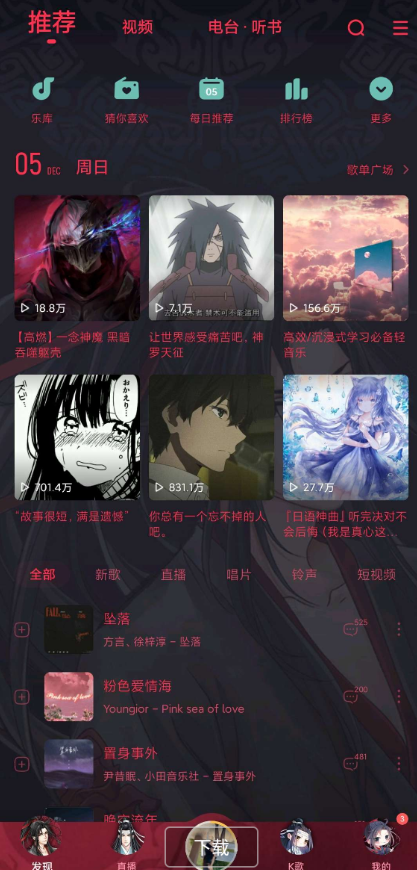 推荐
视频
电台·听书
乐库
猜你喜欢
05
每日推荐
排行榜
更多
05 DEC 周日
歌单广场
18.8万
7.1万
156.6万
【高燃】一念神魔 黑暗
吞噬躯壳
让世界感受痛苦吧、神
罗天征
高效/沉浸式学习必备轻
音乐
おかえり…
701.4万
831.1万
27.7万
“故事很短，满是遗憾”
你总有一个忘不掉的人
吧。
『日语神曲』听完决对不
会后悔（我是真心这...
全部
新歌
直播
唱片
铃声
短视频
坠落
525
方言、徐梓淳 - 坠落
粉色爱情海
200
Youngior - Pink sea of love
置身事外
481
尹昔眠、小田音乐社 - 置身事外
3
发现
直播
下载
K歌
我的